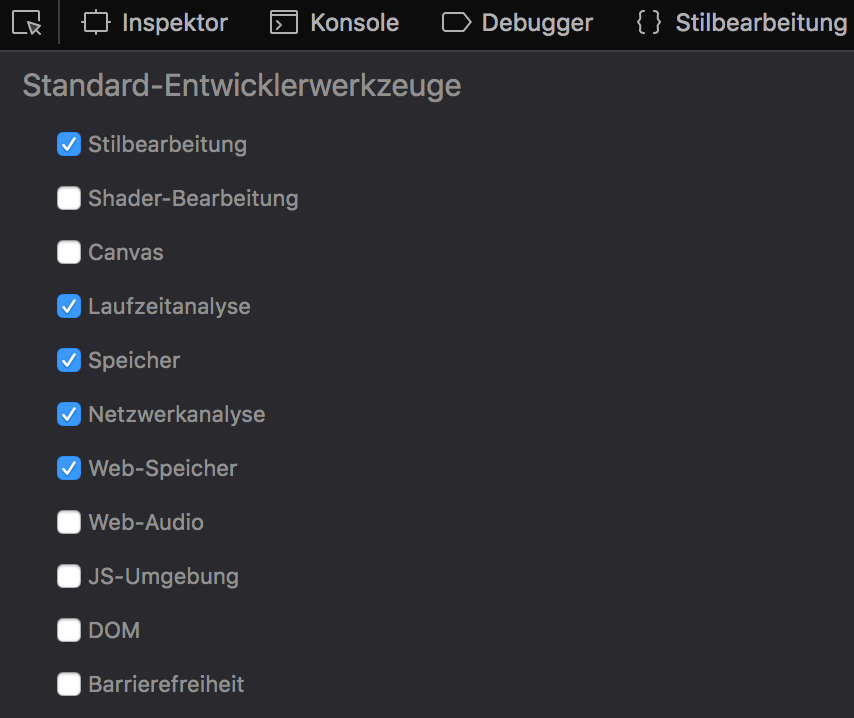 Inspektor Konsole Debugger { } Stilbearbeitung
Standard-Entwicklerwerkzeuge
Stilbearbeitung
Shader-Bearbeitung
Canvas
Laufzeitanalyse
Speicher
Netzwerkanalyse
Web-Speicher
Web-Audio
JS-Umgebung
DOM
Barrierefreiheit